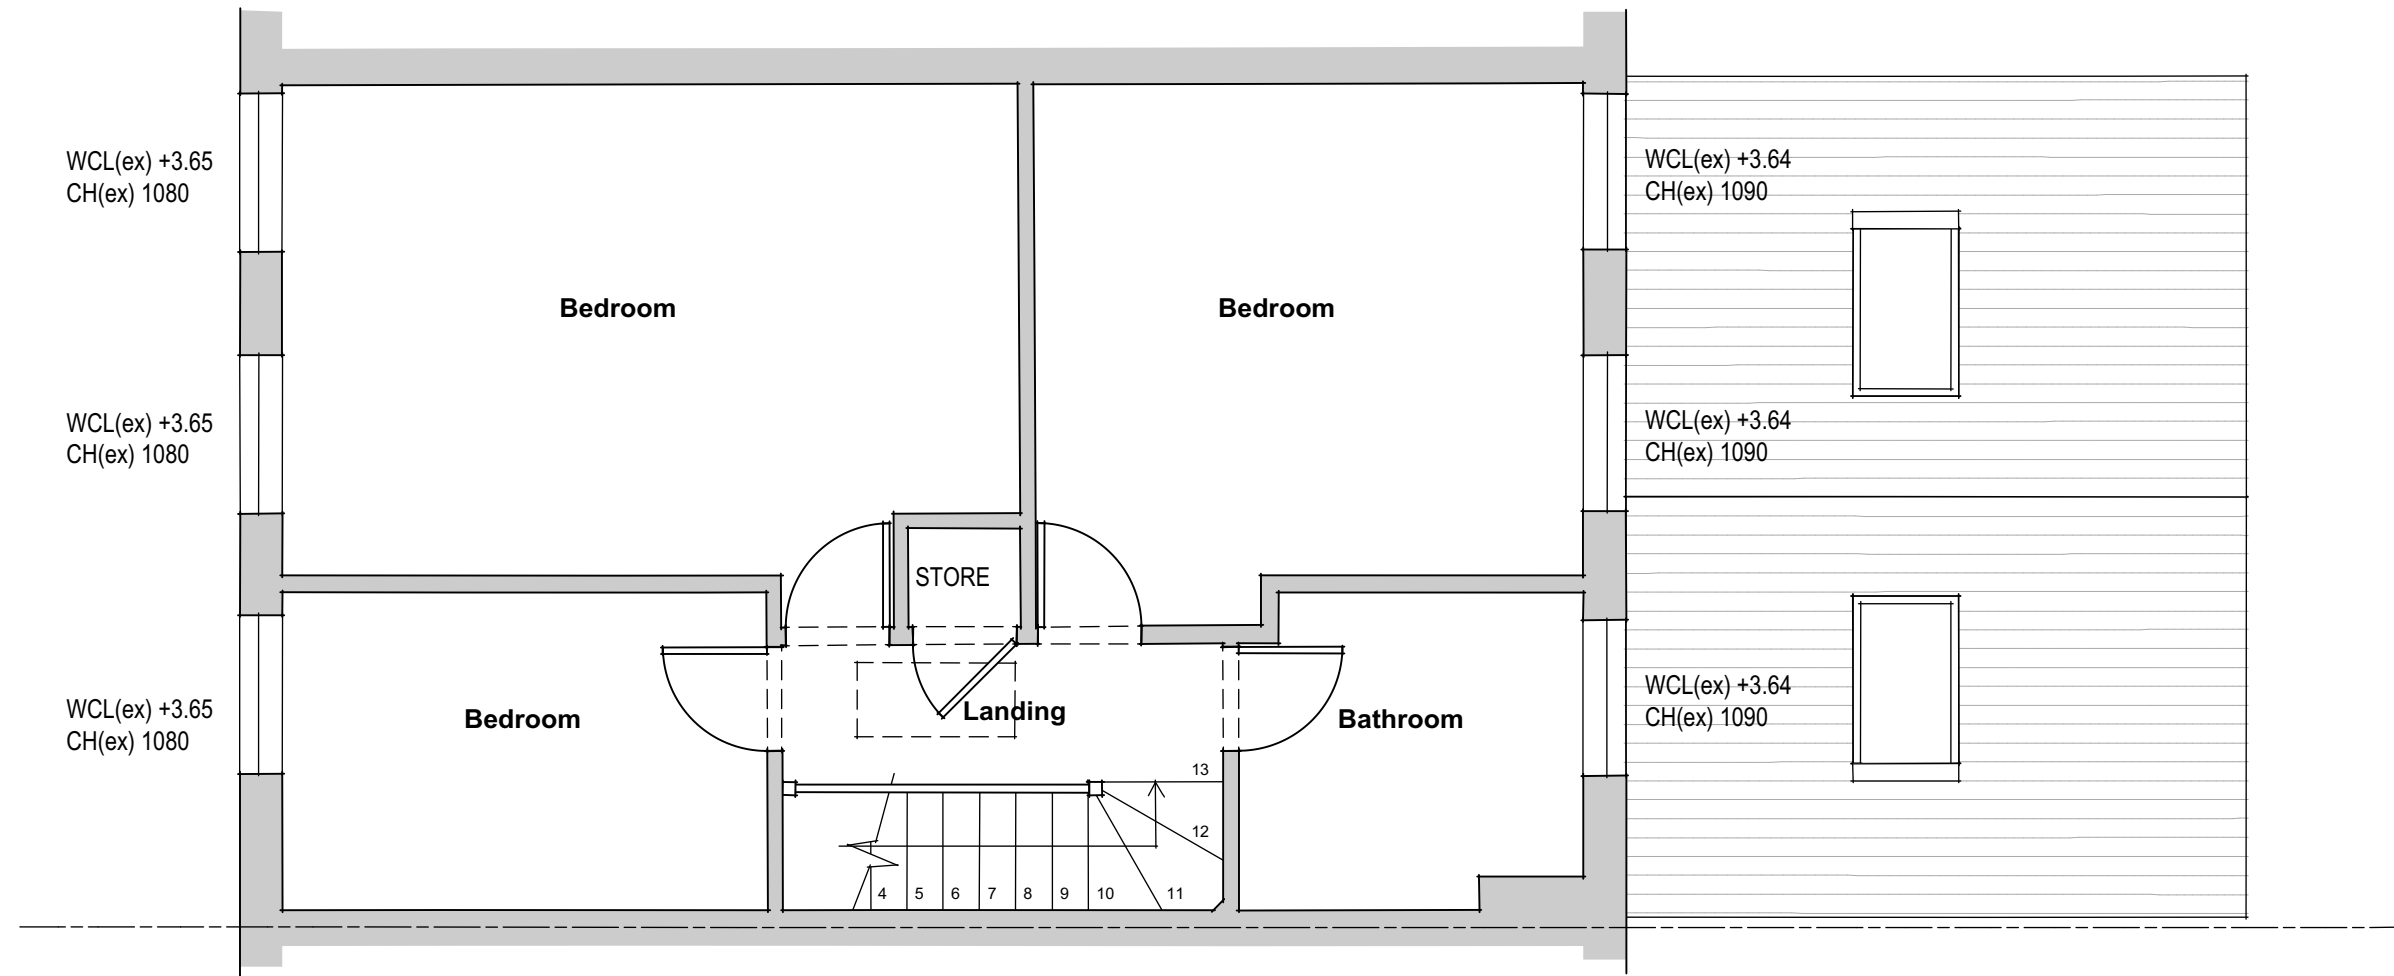 WCL(ex) +3.65
CH(ex) 1080
WCL(ex) +3.64
CH(ex) 1090
Bedroom
Bedroom
WCL(ex) +3.65
CH(ex) 1080
WCL(ex) +3.64
CH(ex) 1090
STORE
WCL(ex) +3.65
CH(ex) 1080
Bedroom
Landing
Bathroom
WCL(ex) +3.64
CH(ex) 1090
13
12
4 5 6 7 8 9 10 11